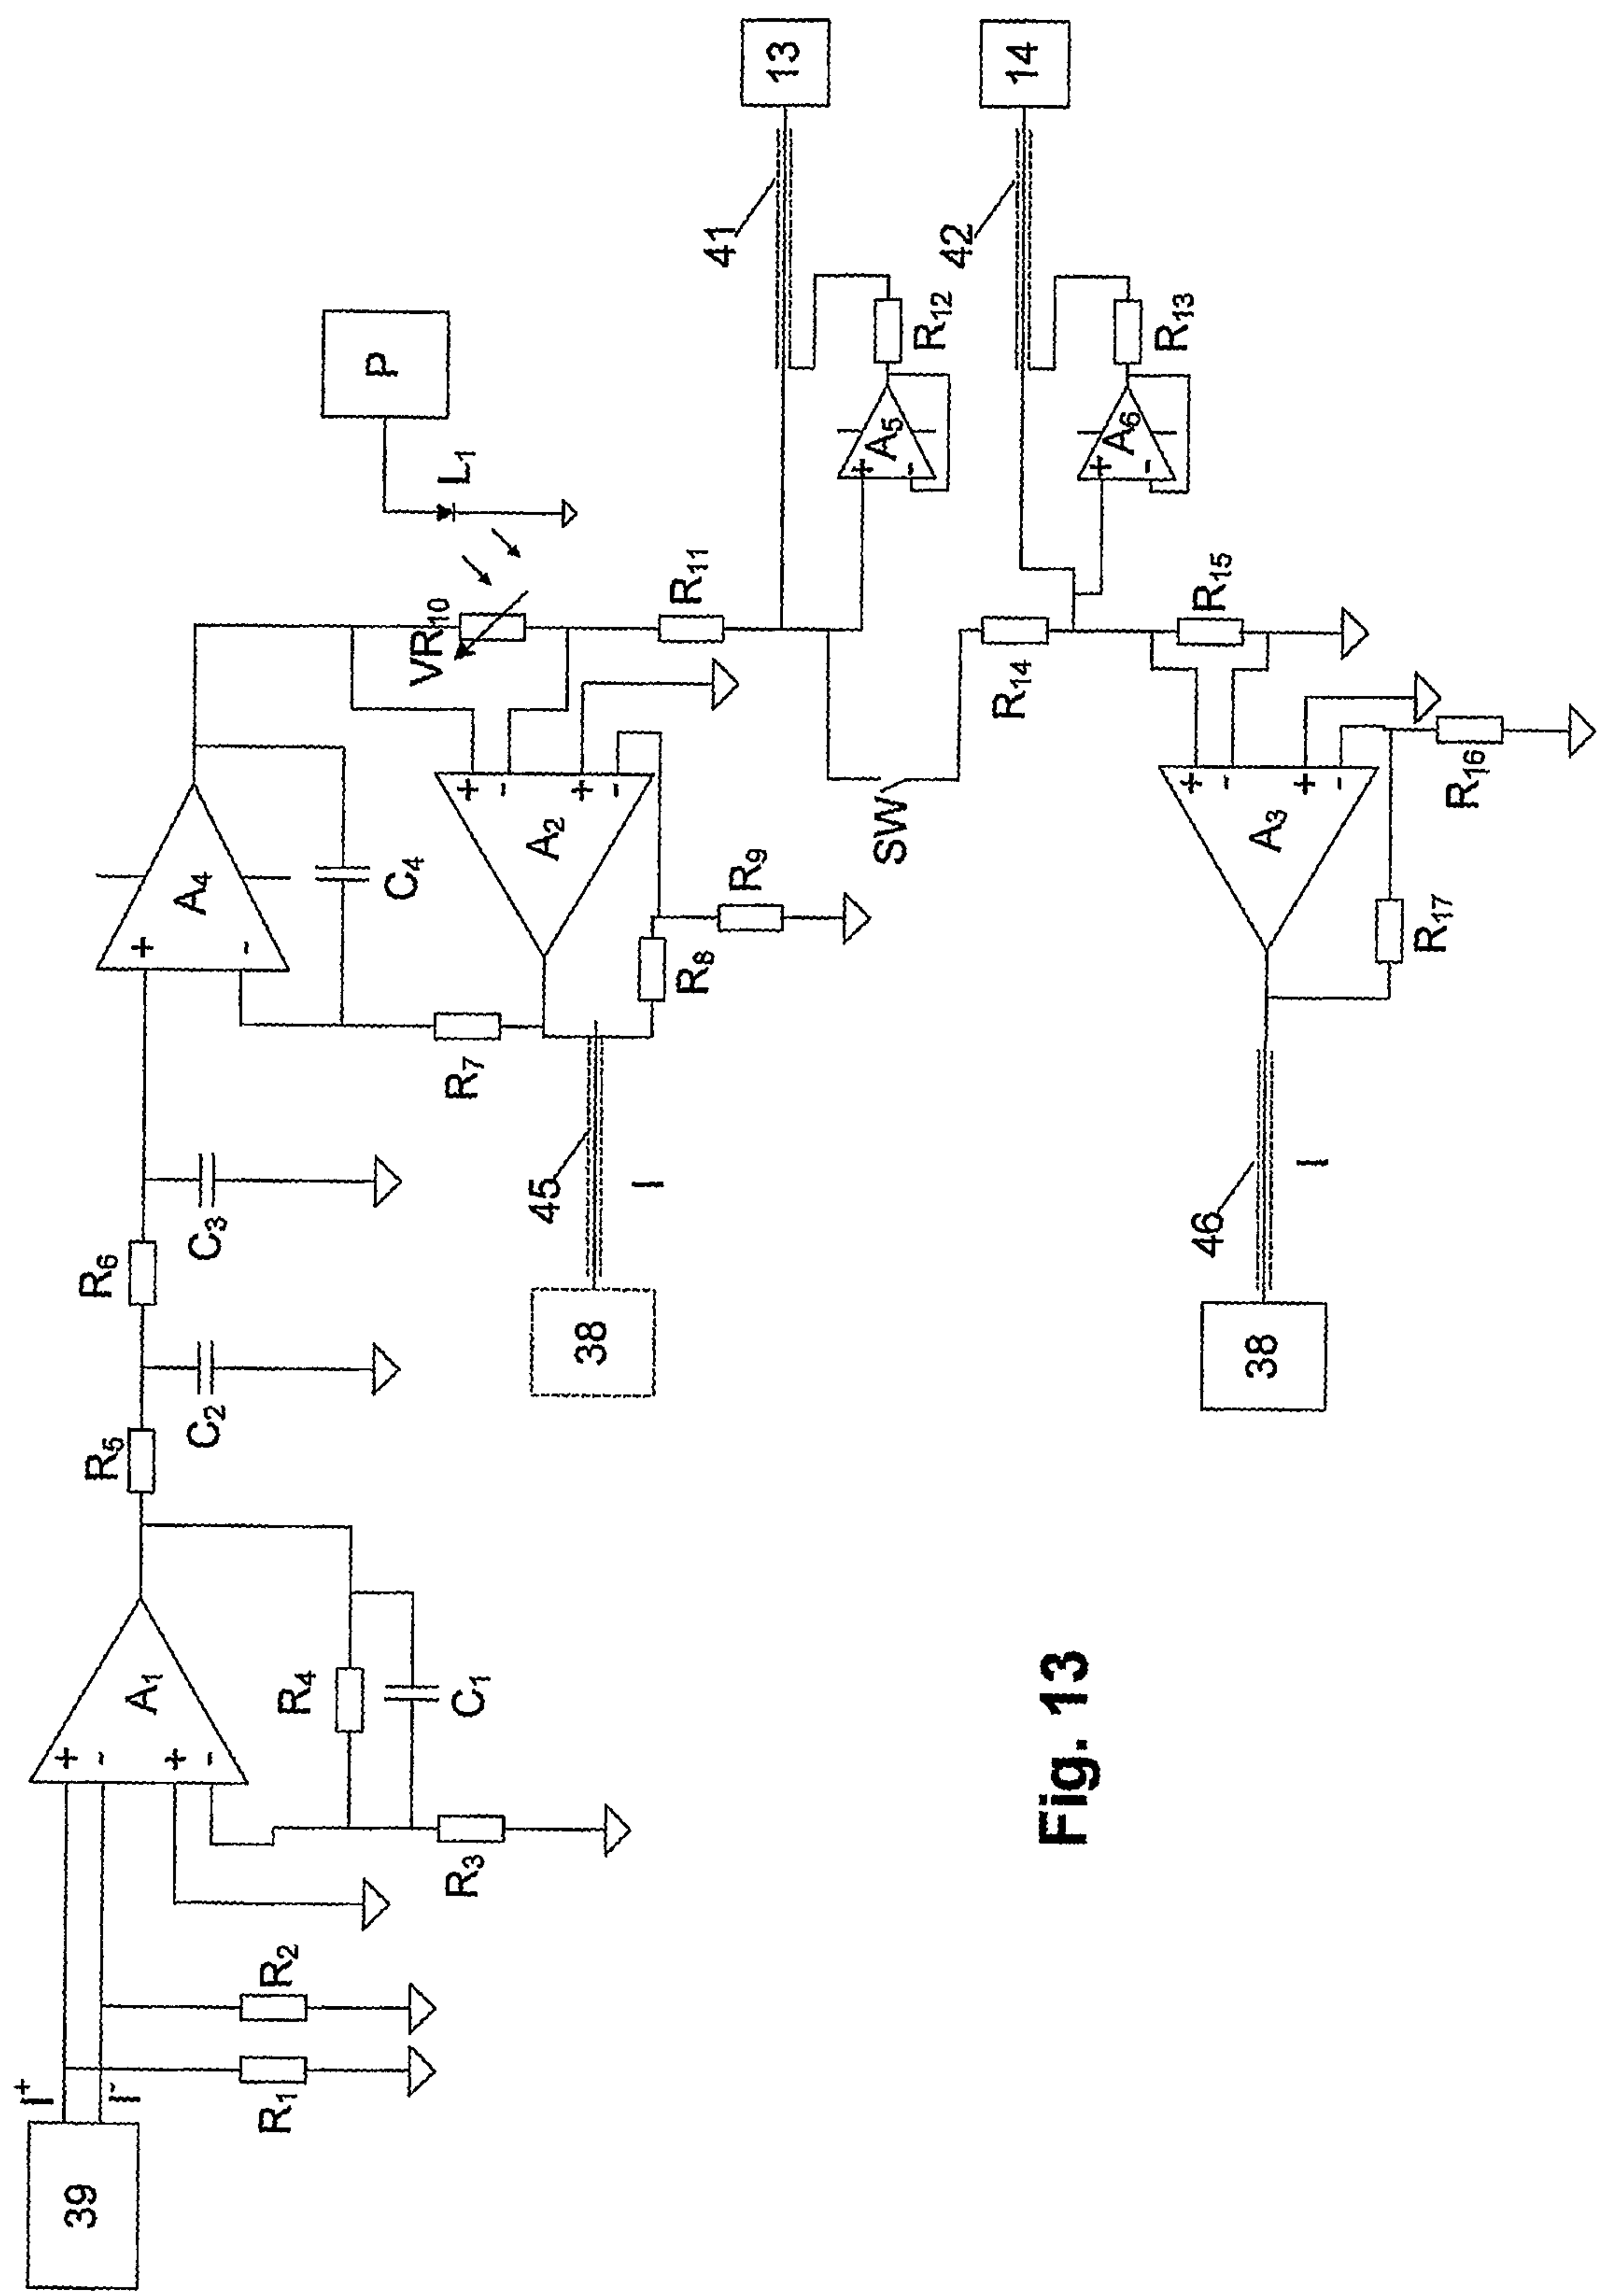 39
I+
I-
R1
R2
A1
+
-
+
-
R3
R4
C1
R5
C2
R6
C3
A4
+
-
C4
R7
A2
+
-
+
-
R8
R9
45
I
38
VR10
L1
P
R11
41
13
A5
+
-
R12
42
14
A6
+
-
R13
SW
R14
R15
A3
+
-
+
-
R16
R17
46
I
38
Fig. 13